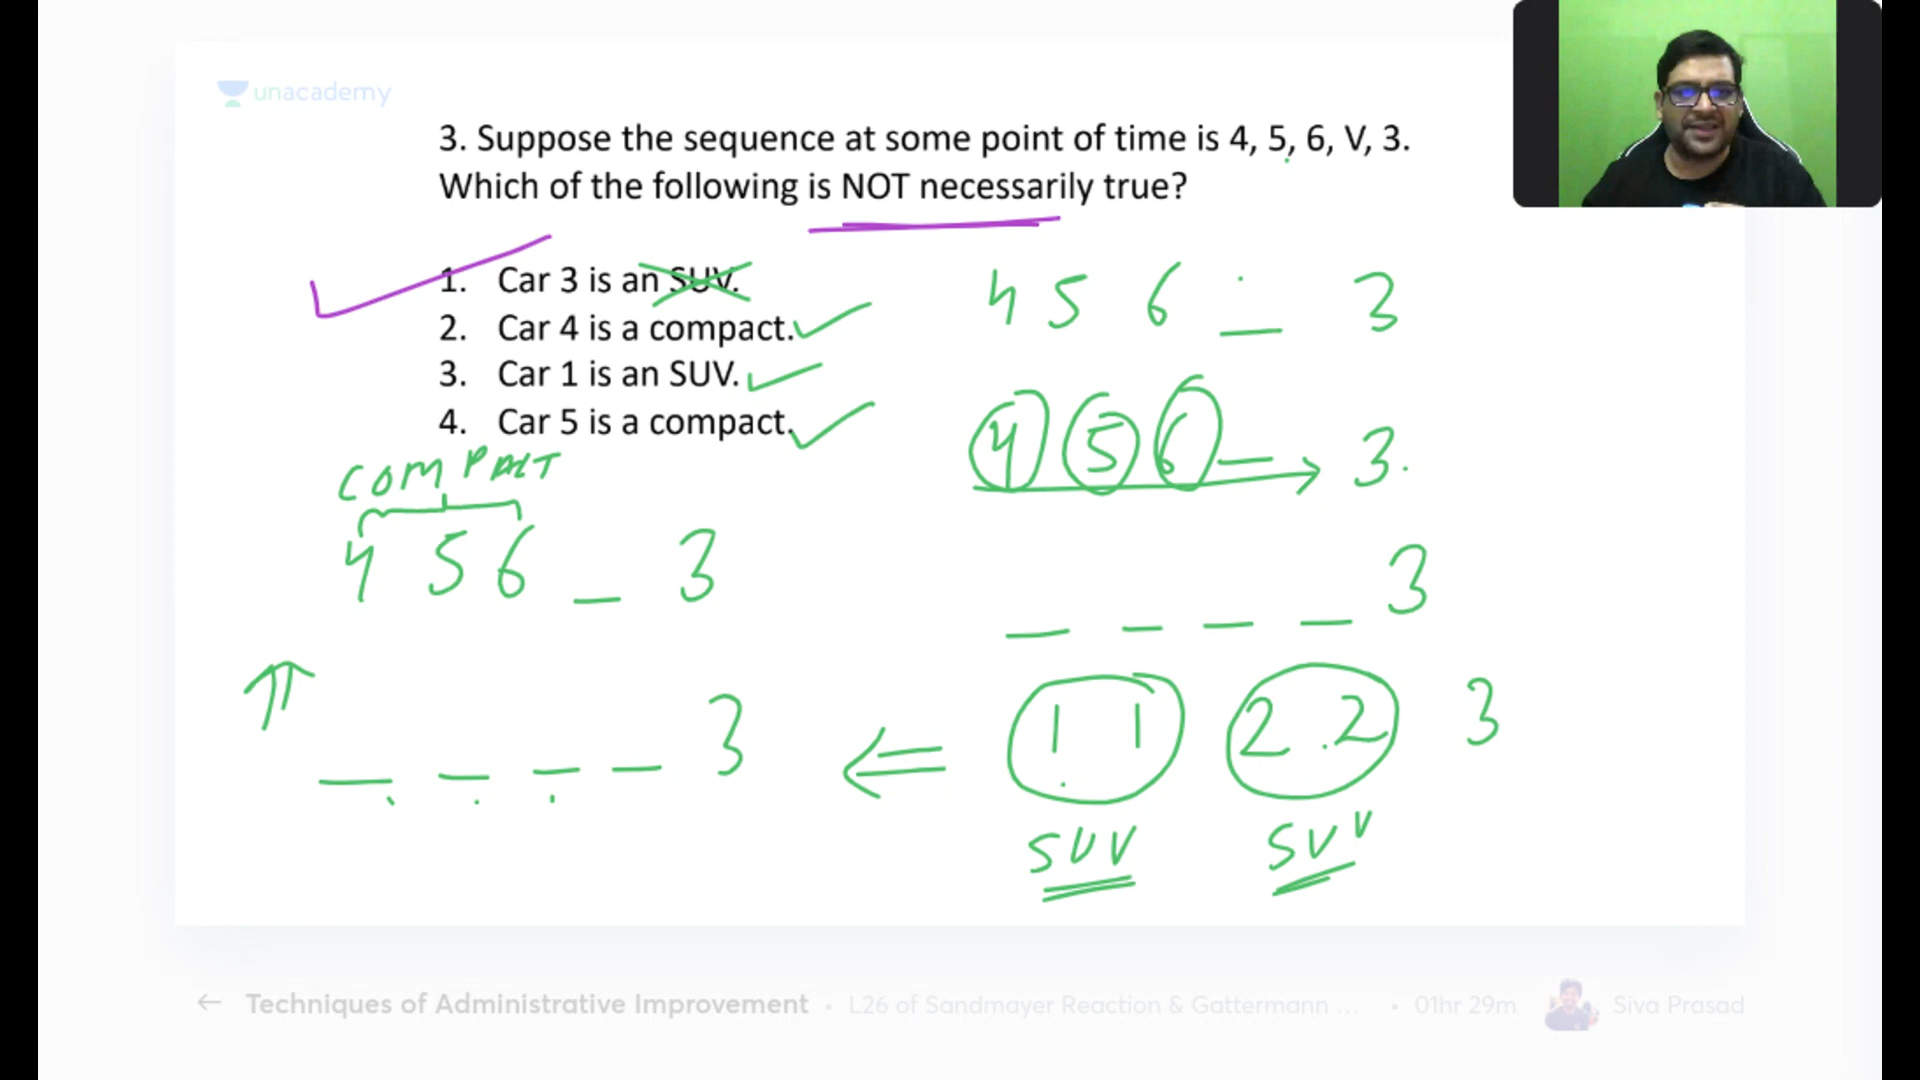 unacademy
3. Suppose the sequence at some point of time is 4, 5, 6, V, 3.
Which of the following is NOT necessarily true?
1. Car 3 is an SUV.
2. Car 4 is a compact.
3. Car 1 is an SUV.
4. Car 5 is a compact.
4 5 6 _ 3
4 5 6 _ 3.
COMPACT
4 5 6 _ 3
_ _ _ _ 3
1 1 2 2 3
_ _ _ _ 3
SUV SUV
← Techniques of Administrative Improvement • L26 of Sandmayer Reaction & Gattermann ... • 01hr 29m Siva Prasad